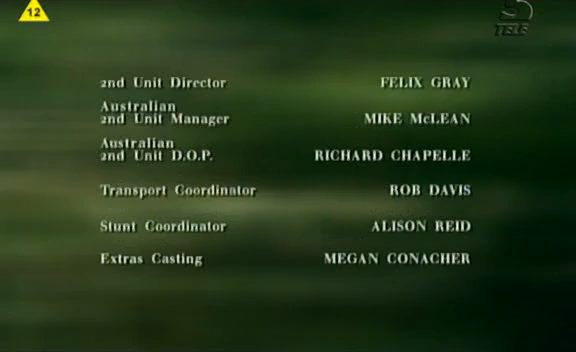 12
TELE
2nd Unit Director FELIX GRAY
Australian
2nd Unit Manager MIKE McLEAN
Australian
2nd Unit D.O.P. RICHARD CHAPELLE
Transport Coordinator ROB DAVIS
Stunt Coordinator ALISON REID
Extras Casting MEGAN CONACHER